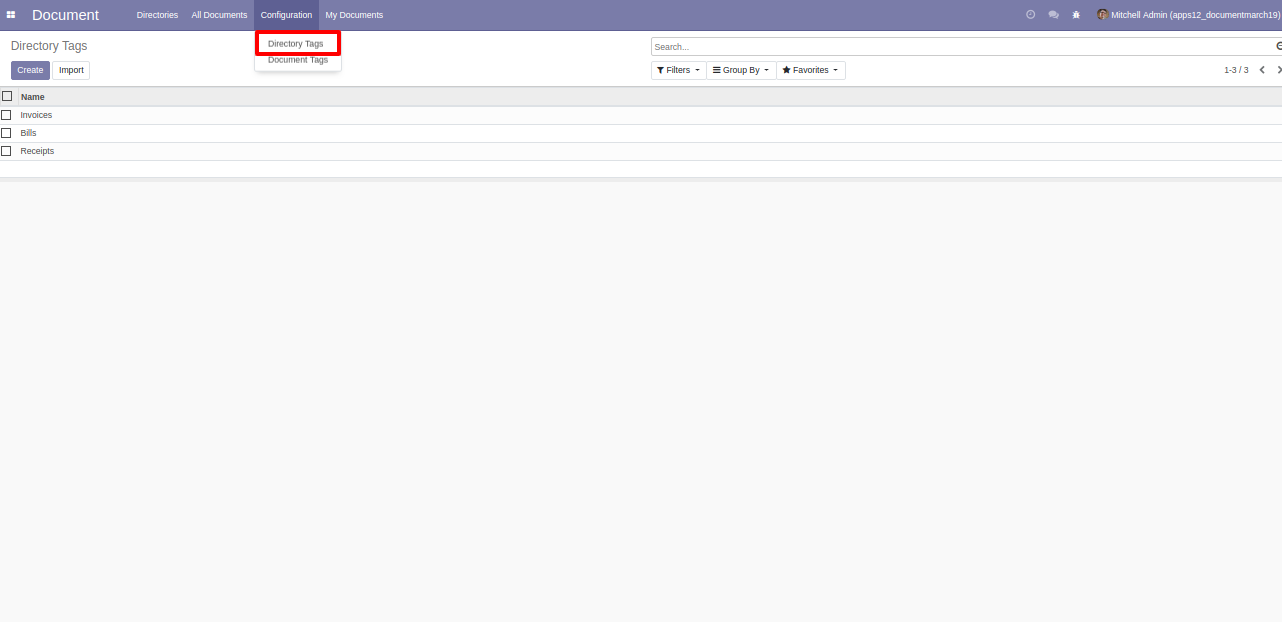 Document Directories All Documents Configuration My Documents Mitchell Admin (apps12_documentmarch19)
Directory Tags
Document Tags
Directory Tags
Search...
Create Import
Filters Group By Favorites 1-3 / 3
Name
Invoices
Bills
Receipts